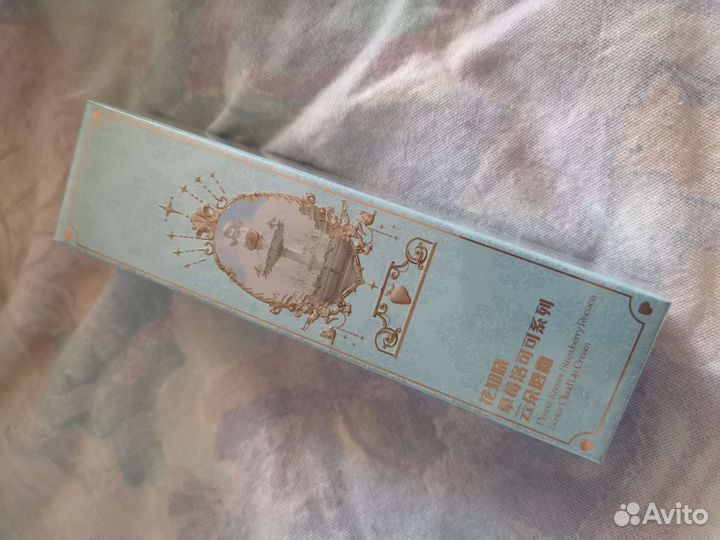 花知晓
草莓洛可可系列
云朵唇霜
Flower Knows Strawberry Rococo
Series Cloud Lip Cream
Avito